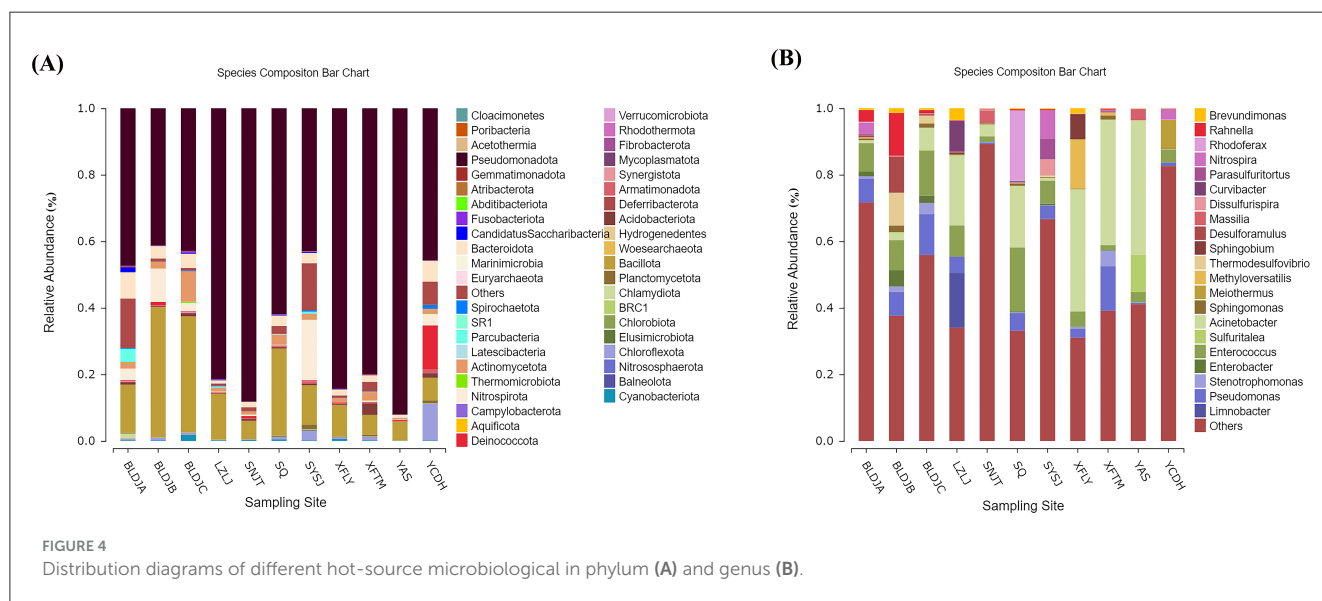 (A)
Species Compositon Bar Chart
Relative Abundance (%)
1.0
0.8
0.6
0.4
0.2
0.0
BLDJA
BLDJB
BLDJC
LZLJ
SNJT
SQ
SYSJ
XFLY
XFTM
YAS
YCDH
Sampling Site
Cloacimonetes
Poribacteria
Acetothermia
Pseudomonadota
Gemmatimonadota
Atribacterota
Abditibacteriota
Fusobacteriota
CandidatusSaccharibacteria
Bacteroidota
Marinimicrobia
Euryarchaeota
Others
Spirochaetota
SR1
Parcubacteria
Latescibacteria
Actinomycetota
Thermomicrobiota
Nitrospirota
Campylobacterota
Aquificota
Deinococcota
Verrucomicrobiota
Rhodothermota
Fibrobacterota
Mycoplasmatota
Synergistota
Armatimonadota
Deferribacterota
Acidobacteriota
Hydrogenedentes
Woesearchaeota
Bacillota
Planctomycetota
Chlamydiota
BRC1
Chlorobiota
Elusimicrobiota
Chloroflexota
Nitrososphaerota
Balneolota
Cyanobacteriota
(B)
Species Compositon Bar Chart
Relative Abundance (%)
1.0
0.8
0.6
0.4
0.2
0.0
BLDJA
BLDJB
BLDJC
LZLJ
SNJT
SQ
SYSJ
XFLY
XFTM
YAS
YCDH
Sampling Site
Brevundimonas
Rahnella
Rhodoferax
Nitrospira
Parasulfuritortus
Curvibacter
Dissulfurispira
Massilia
Desulforamulus
Sphingobium
Thermodesulfovibrio
Methyloversatilis
Meiothermus
Sphingomonas
Acinetobacter
Sulfuritalea
Enterococcus
Enterobacter
Stenotrophomonas
Pseudomonas
Limnobacter
Others
FIGURE 4
Distribution diagrams of different hot-source microbiological in phylum (A) and genus (B).